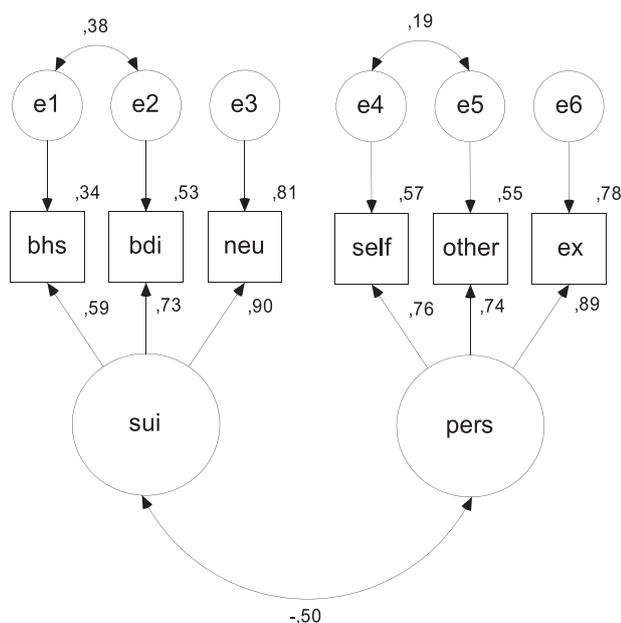 ,38
,19
e1 e2 e3 e4 e5 e6
,34 ,53 ,81 ,57 ,55 ,78
bhs bdi neu self other ex
,59 ,73 ,90 ,76 ,74 ,89
sui pers
-,50